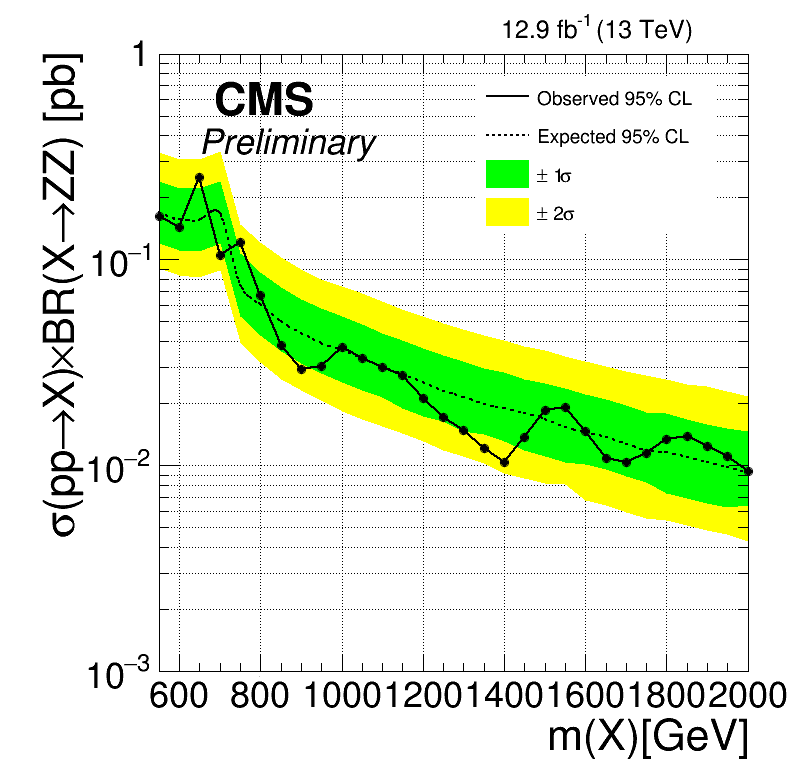 12.9 fb⁻¹ (13 TeV)
CMS
Preliminary
Observed 95% CL
Expected 95% CL
± 1σ
± 2σ
σ(pp→X)×BR(X→ZZ) [pb]
1
10⁻¹
10⁻²
10⁻³
600 800 1000 1200 1400 1600 1800 2000
m(X)[GeV]